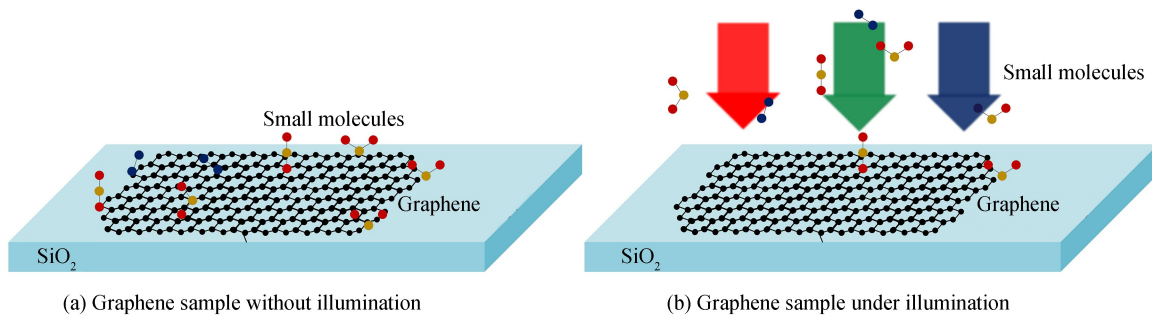 Small molecules
Graphene
SiO₂
(a) Graphene sample without illumination
Small molecules
Graphene
SiO₂
(b) Graphene sample under illumination